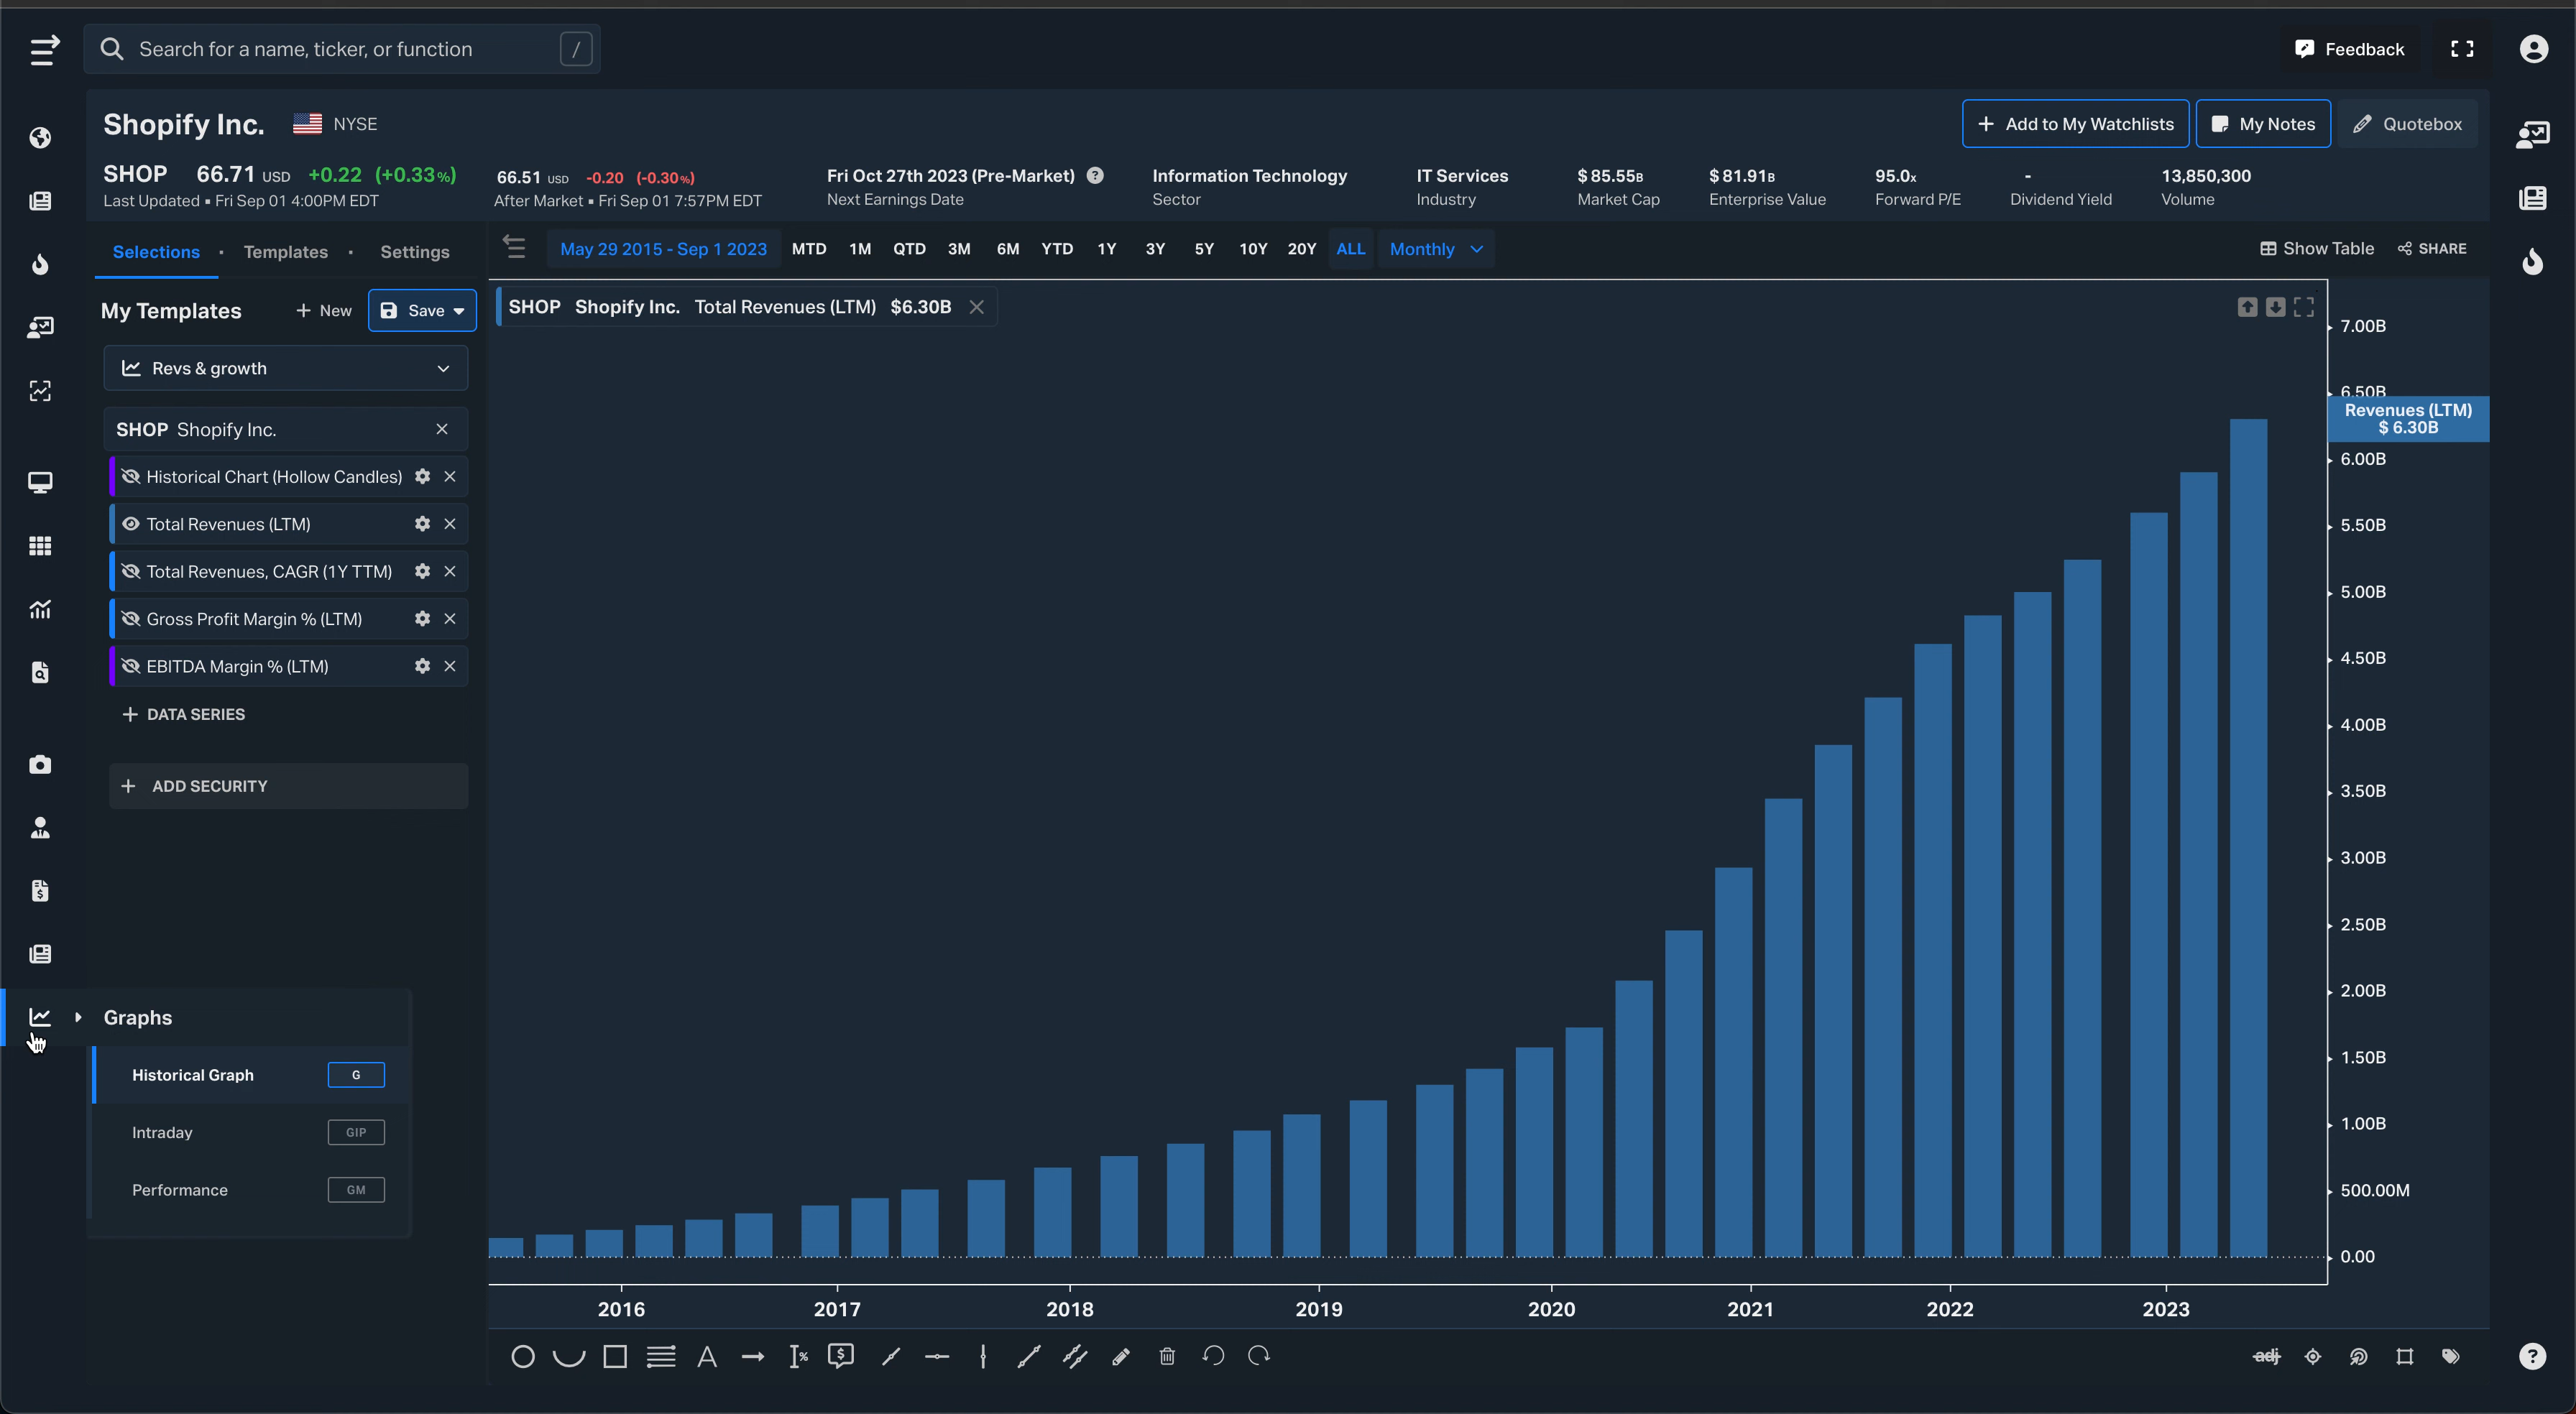 Search for a name, ticker, or function /
Feedback
Shopify Inc. NYSE
+ Add to My Watchlists
My Notes
Quotebox
SHOP 66.71 USD +0.22 (+0.33%)
Last Updated ▪ Fri Sep 01 4:00PM EDT
66.51 USD -0.20 (-0.30%)
After Market ▪ Fri Sep 01 7:57PM EDT
Fri Oct 27th 2023 (Pre-Market) ?
Next Earnings Date
Information Technology
Sector
IT Services
Industry
$ 85.55B
Market Cap
$ 81.91B
Enterprise Value
95.0x
Forward P/E
-
Dividend Yield
13,850,300
Volume
Selections · Templates · Settings
May 29 2015 - Sep 1 2023 MTD 1M QTD 3M 6M YTD 1Y 3Y 5Y 10Y 20Y ALL Monthly
Show Table SHARE
My Templates + New Save
Revs & growth
SHOP Shopify Inc.
Historical Chart (Hollow Candles)
Total Revenues (LTM)
Total Revenues, CAGR (1Y TTM)
Gross Profit Margin % (LTM)
EBITDA Margin % (LTM)
+ DATA SERIES
+ ADD SECURITY
Graphs
Historical Graph G
Intraday GIP
Performance GM
SHOP Shopify Inc. Total Revenues (LTM) $6.30B
7.00B
6.50B
Revenues (LTM)
$ 6.30B
6.00B
5.50B
5.00B
4.50B
4.00B
3.50B
3.00B
2.50B
2.00B
1.50B
1.00B
500.00M
0.00
2016 2017 2018 2019 2020 2021 2022 2023
A
%
$
adj
?